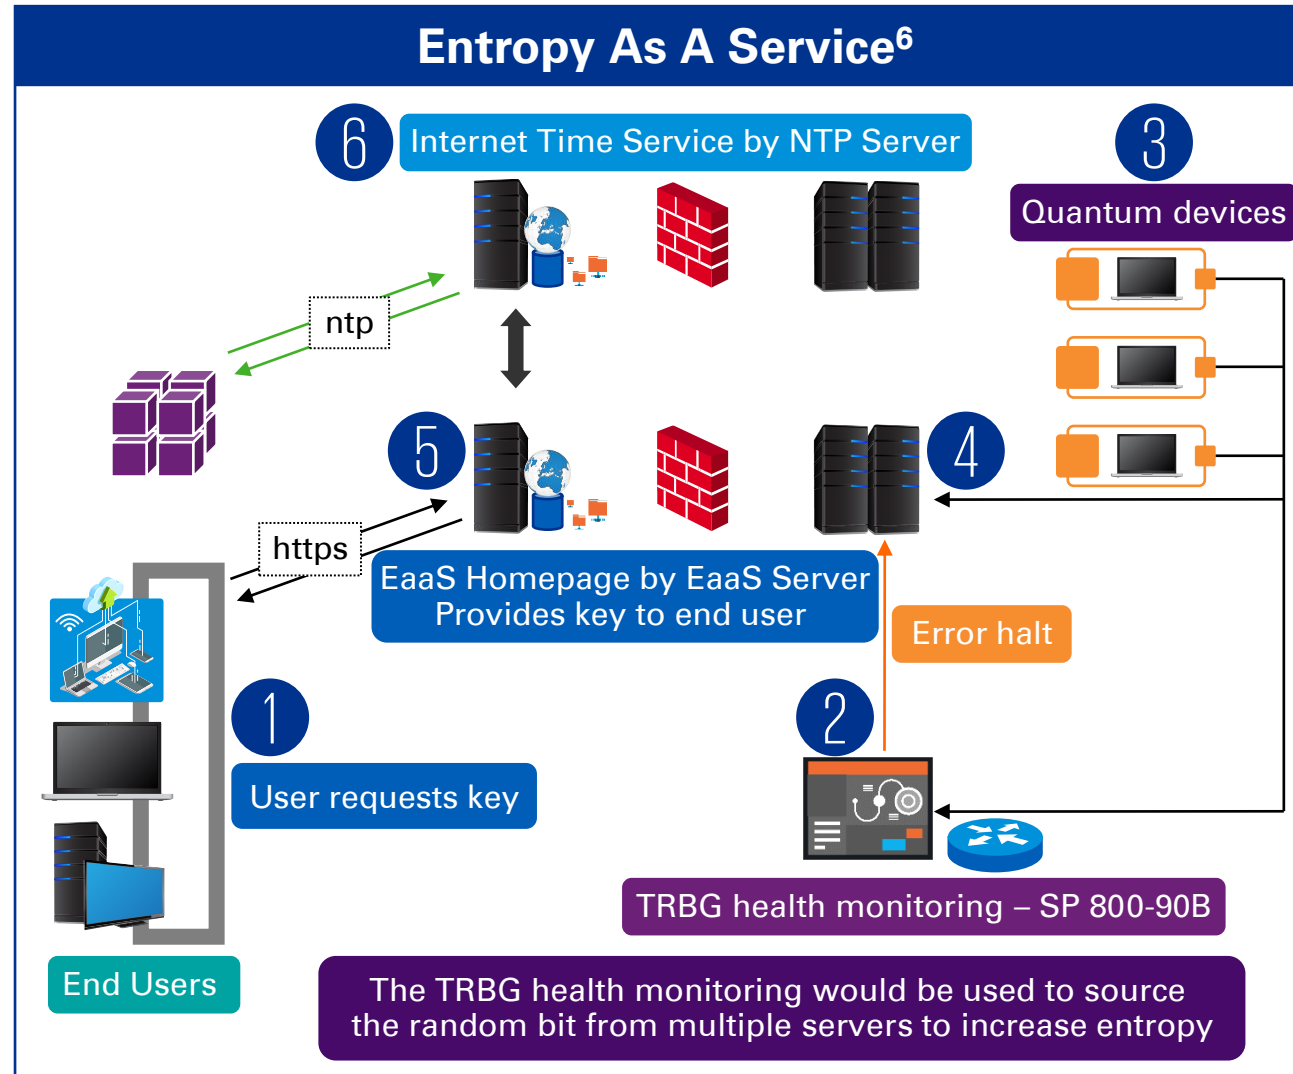 Entropy As A Service⁶
6
Internet Time Service by NTP Server
3
Quantum devices
ntp
5
4
https
EaaS Homepage by EaaS Server
Provides key to end user
Error halt
1
2
User requests key
TRBG health monitoring – SP 800-90B
End Users
The TRBG health monitoring would be used to source
the random bit from multiple servers to increase entropy